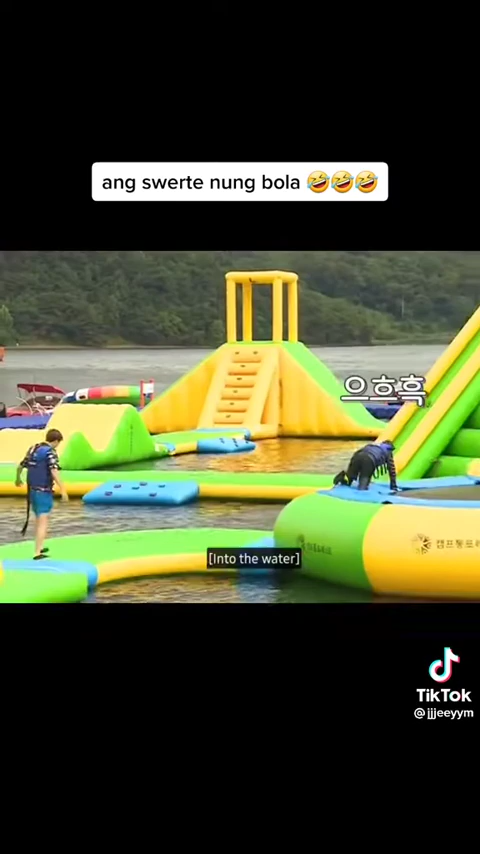 ang swerte nung bola 🤣🤣🤣
으흐흑
[Into the water]
TikTok
@jjjeeyym